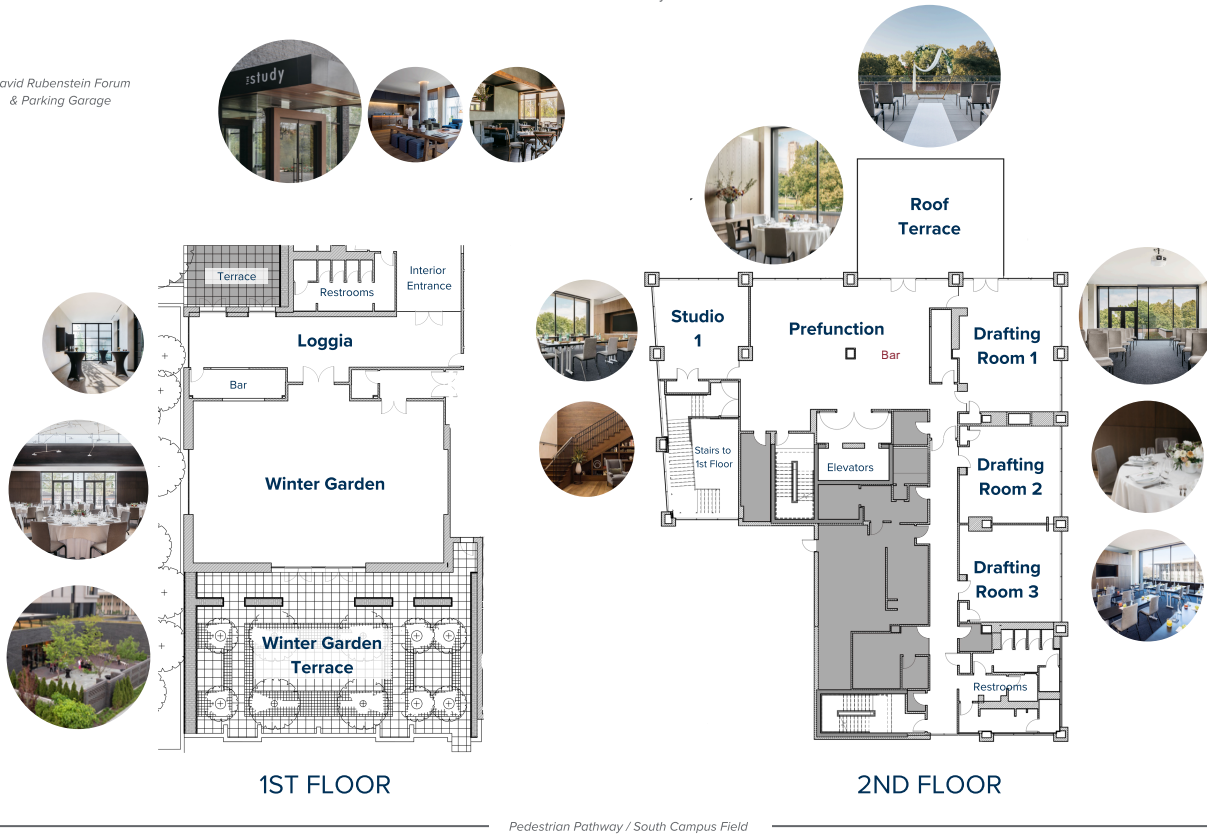 avid Rubenstein Forum
& Parking Garage
THE study
Roof
Terrace
Terrace
Restrooms
Interior
Entrance
Loggia
Bar
Winter Garden
Winter Garden
Terrace
Studio
1
Prefunction
Bar
Drafting
Room 1
Stairs to
1st Floor
Elevators
Drafting
Room 2
Drafting
Room 3
Restrooms
1ST FLOOR
2ND FLOOR
Pedestrian Pathway / South Campus Field